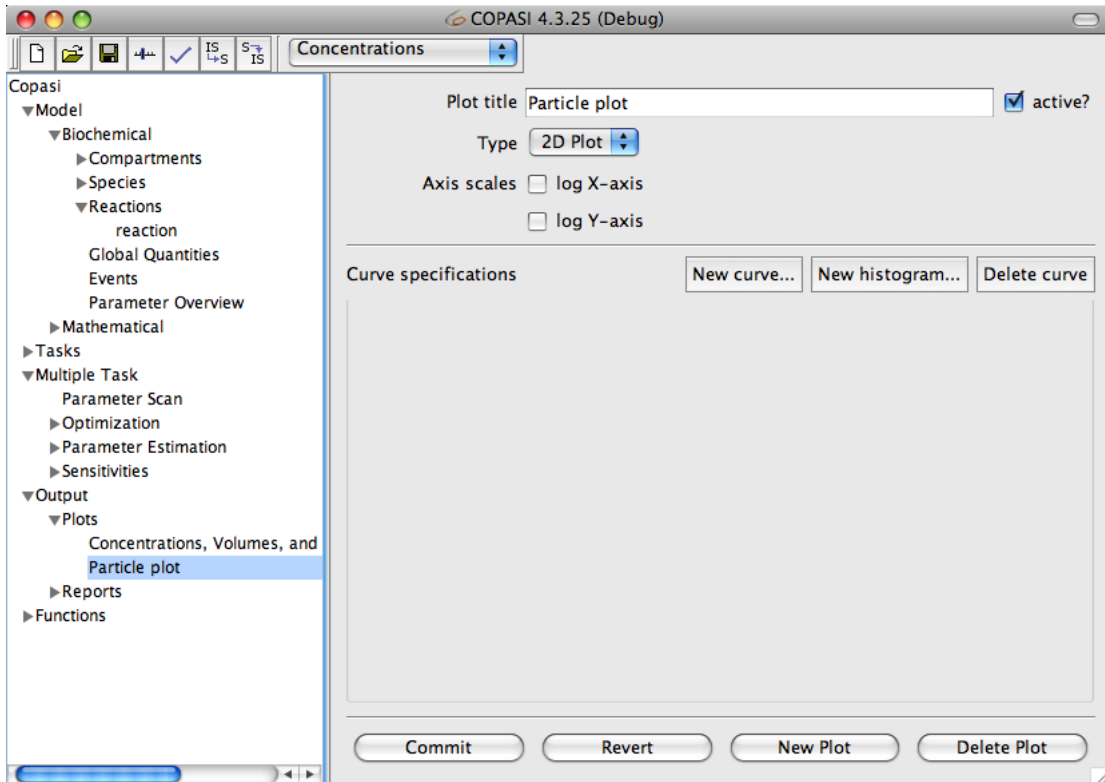 COPASI 4.3.25 (Debug)
IS S S IS Concentrations
Copasi
Model
Biochemical
Compartments
Species
Reactions
reaction
Global Quantities
Events
Parameter Overview
Mathematical
Tasks
Multiple Task
Parameter Scan
Optimization
Parameter Estimation
Sensitivities
Output
Plots
Concentrations, Volumes, and
Particle plot
Reports
Functions
Plot title Particle plot active?
Type 2D Plot
Axis scales log X-axis
log Y-axis
Curve specifications New curve... New histogram... Delete curve
Commit Revert New Plot Delete Plot